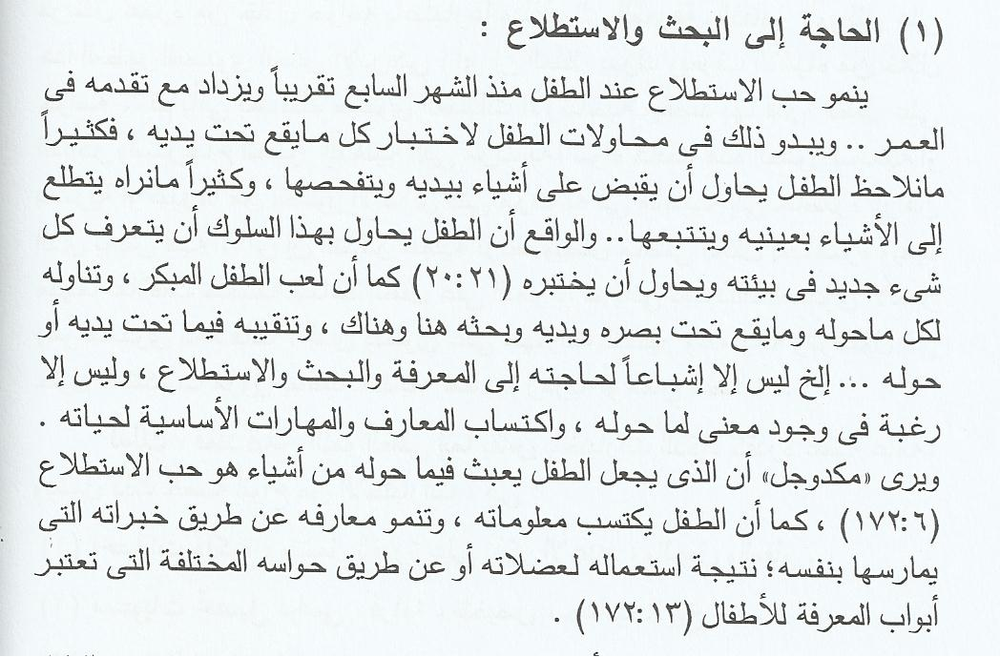 (١) الحاجة إلى البحث والاستطلاع :
ينمو حب الاستطلاع عند الطفل منذ الشهر السابع تقريباً ويزداد مع تقدمه فى
العمر .. ويبدو ذلك فى محاولات الطفل لاختبار كل مايقع تحت يديه ، فكثيراً
مانلاحظ الطفل يحاول أن يقبض على أشياء بيديه ويتفحصها ، وكثيراً مانراه يتطلع
إلى الأشياء بعينيه ويتتبعها.. والواقع أن الطفل يحاول بهذا السلوك أن يتعرف كل
شىء جديد فى بيئته ويحاول أن يختبره (٢٠:٢١) كما أن لعب الطفل المبكر ، وتناوله
لكل ماحوله ومايقع تحت بصره ويديه وبحثه هنا وهناك ، وتنقيبه فيما تحت يديه أو
حوله ... إلخ ليس إلا إشباعاً لحاجته إلى المعرفة والبحث والاستطلاع ، وليس إلا
رغبة فى وجود معنى لما حوله ، واكتساب المعارف والمهارات الأساسية لحياته .
ويرى «مكدوجل» أن الذى يجعل الطفل يعبث فيما حوله من أشياء هو حب الاستطلاع
(١٧٢:٦) ، كما أن الطفل يكتسب معلوماته ، وتنمو معارفه عن طريق خبراته التى
يمارسها بنفسه؛ نتيجة استعماله لعضلاته أو عن طريق حواسه المختلفة التى تعتبر
أبواب المعرفة للأطفال (١٧٢:١٣) .